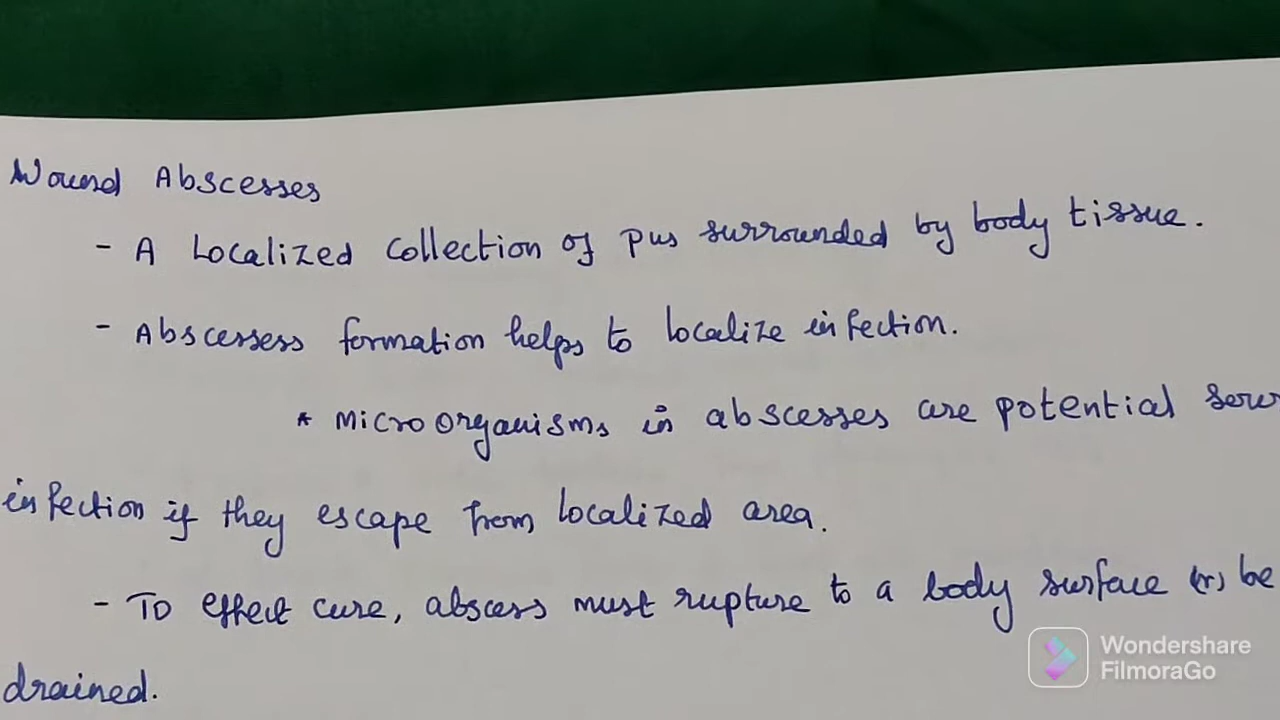 Wound Abscesses
- A Localized collection of pus surrounded by body tissue.
- Abscessess formation helps to localize infection.
* Microorganisms in abscesses are potential
infection if they escape from localized area.
- To effect cure, abscess must rupture to a body surface (or) be
drained.
Wondershare
FilmoraGo